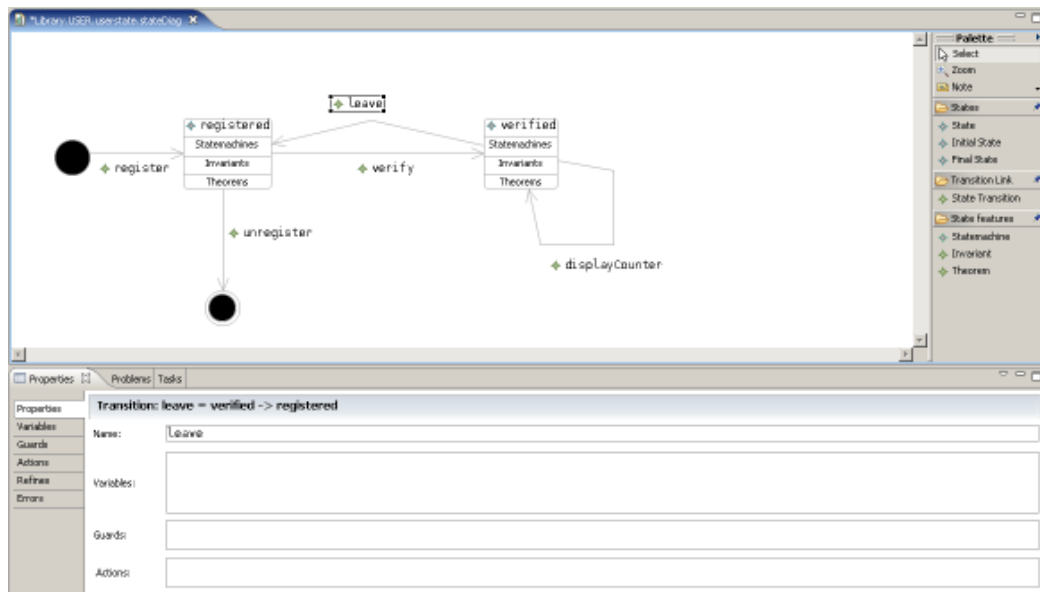 *Library.USER.userstate.stateDiag
leave
registered
Statemachines
Invariants
Theorems
verified
Statemachines
Invariants
Theorems
register
verify
unregister
displayCounter
Palette
Select
Zoom
Note
States
State
Initial State
Final State
Transition Link
State Transition
State features
Statemachine
Invariant
Theorem
Properties Problems Tasks
Properties
Variables
Guards
Actions
Refines
Errors
Transition: leave = verified -> registered
Name: leave
Variables:
Guards:
Actions: